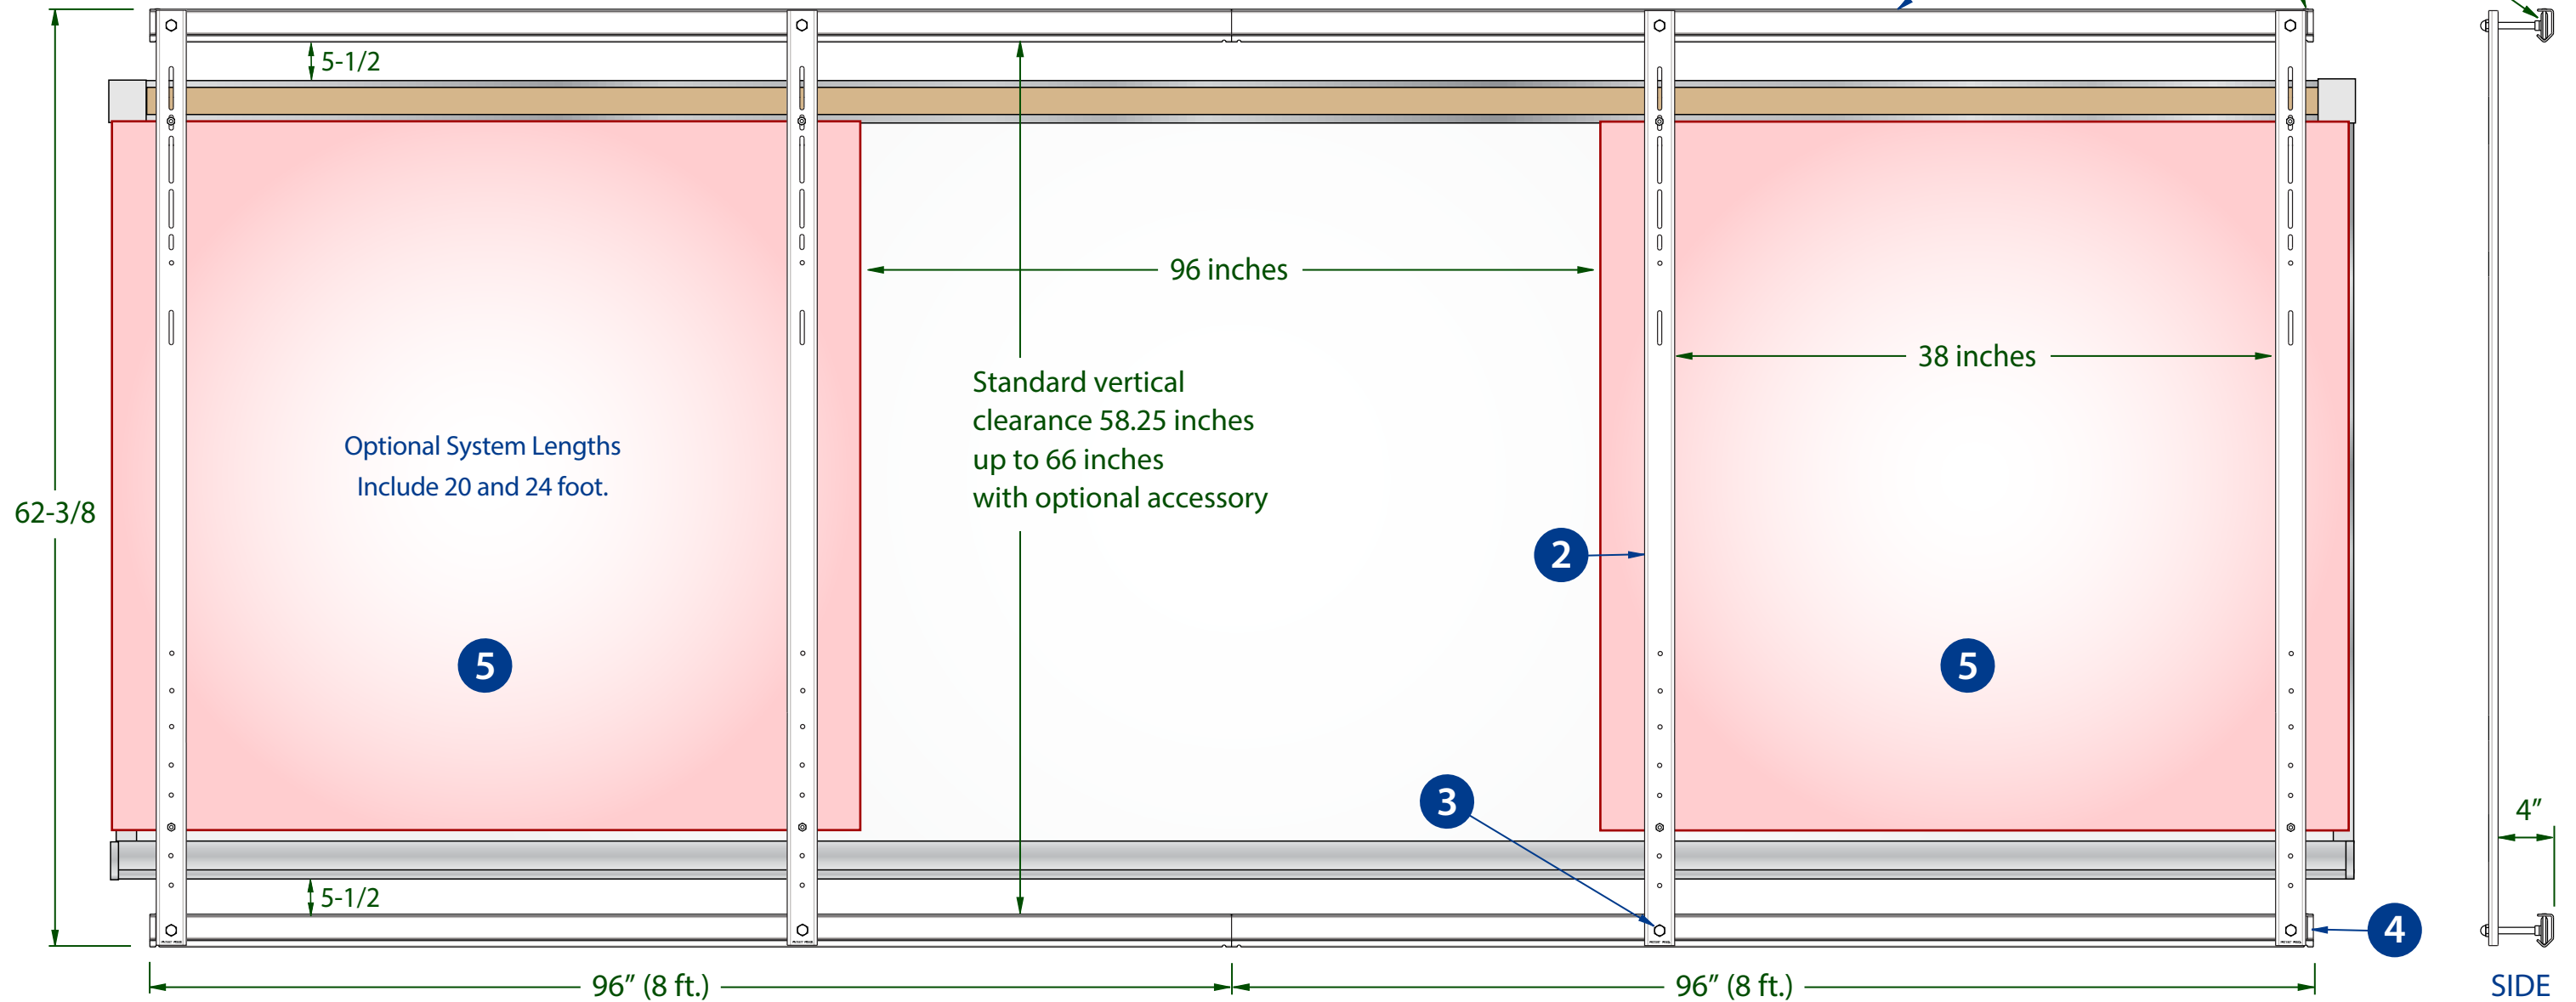 5-1/2
96 inches
38 inches
Standard vertical
clearance 58.25 inches
up to 66 inches
with optional accessory
Optional System Lengths
Include 20 and 24 foot.
62-3/8
2
5
5
3
4”
5-1/2
4
96” (8 ft.)
96” (8 ft.)
SIDE